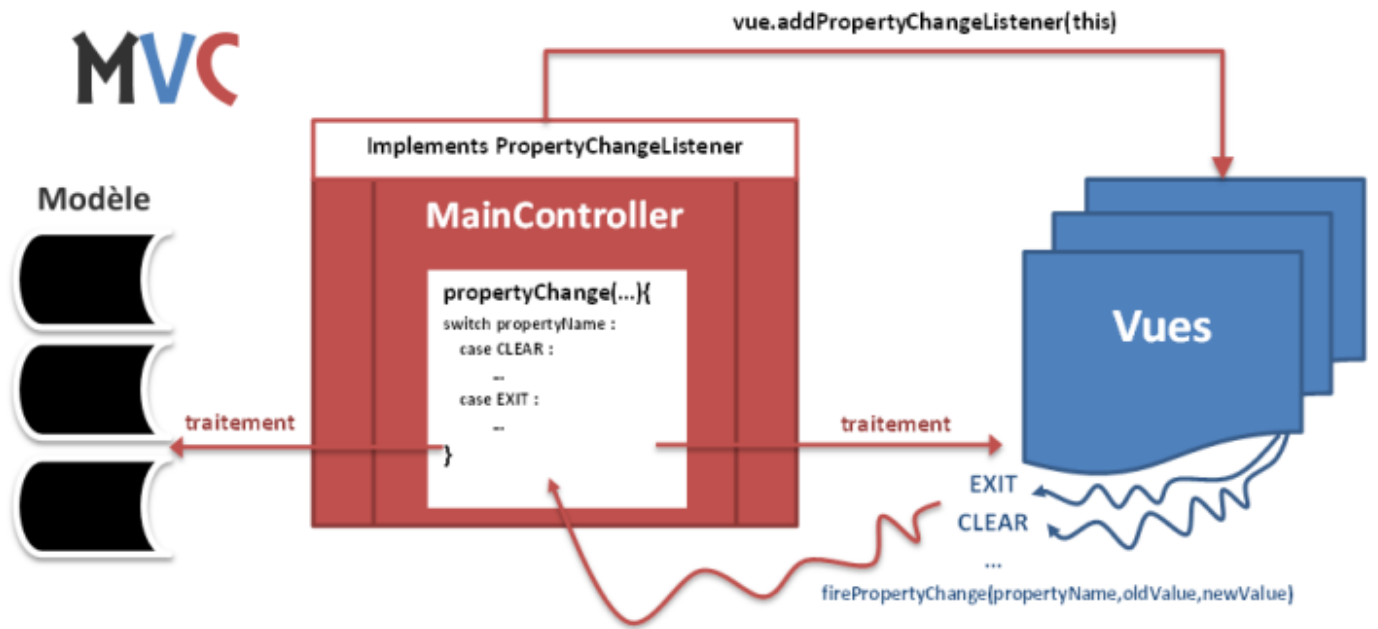 vue.addPropertyChangeListener(this)
MVC
Implements PropertyChangeListener
Modèle
MainController
propertyChange(...){
switch propertyName :
case CLEAR :
...
case EXIT :
...
}
traitement
traitement
Vues
EXIT
CLEAR
...
firePropertyChange(propertyName,oldValue,newValue)